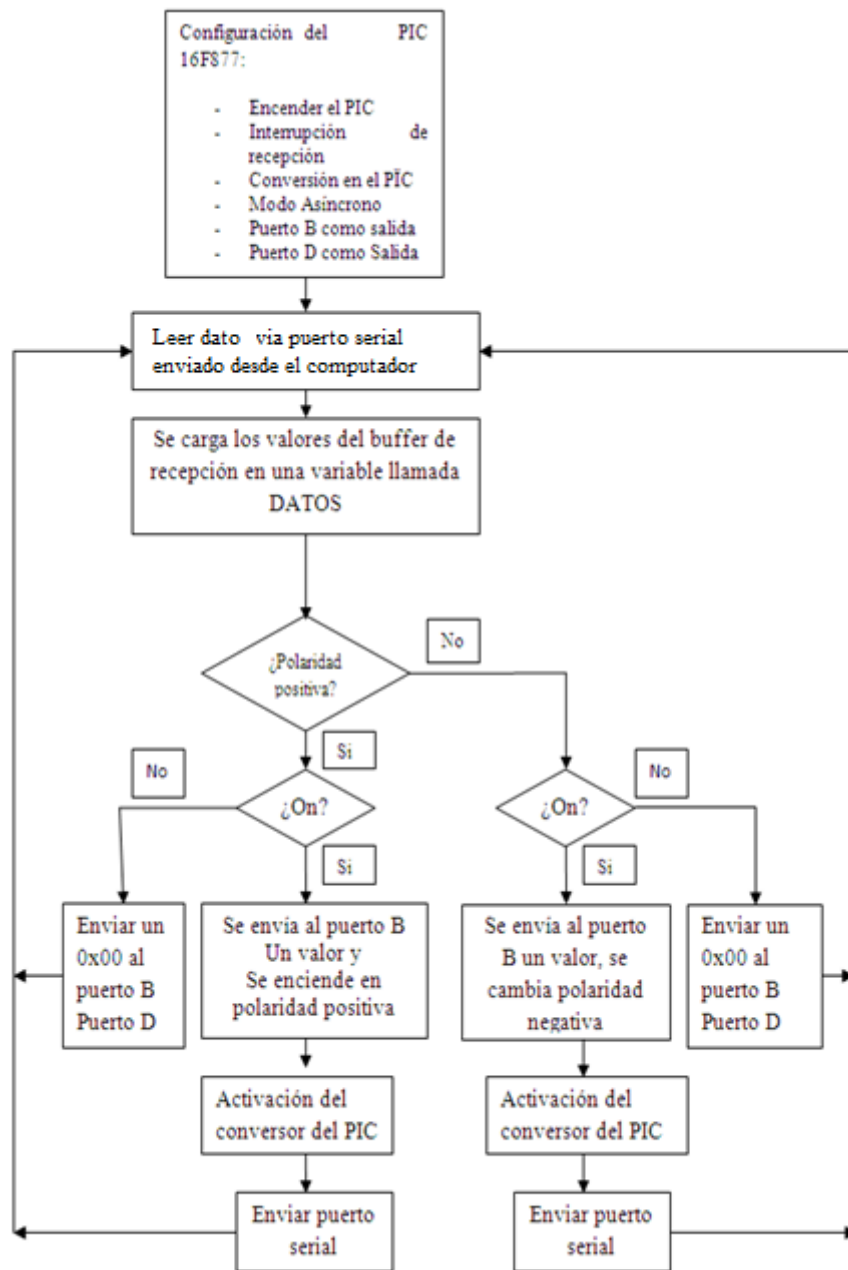 Configuración del PIC
16F877:
- Encender el PIC
- Interrupción de
recepción
- Conversión en el PIC
- Modo Asíncrono
- Puerto B como salida
- Puerto D como Salida
Leer dato via puerto serial
enviado desde el computador
Se carga los valores del buffer de
recepción en una variable llamada
DATOS
¿Polaridad
positiva?
No
Si
No
¿On?
Si
¿On?
No
Si
Enviar un
0x00 al
puerto B
Puerto D
Se envía al puerto B
Un valor y
Se enciende en
polaridad positiva
Se envía al puerto
B un valor, se
cambia polaridad
negativa
Enviar un
0x00 al
puerto B
Puerto D
Activación del
conversor del PIC
Activación del
conversor del PIC
Enviar puerto
serial
Enviar puerto
serial